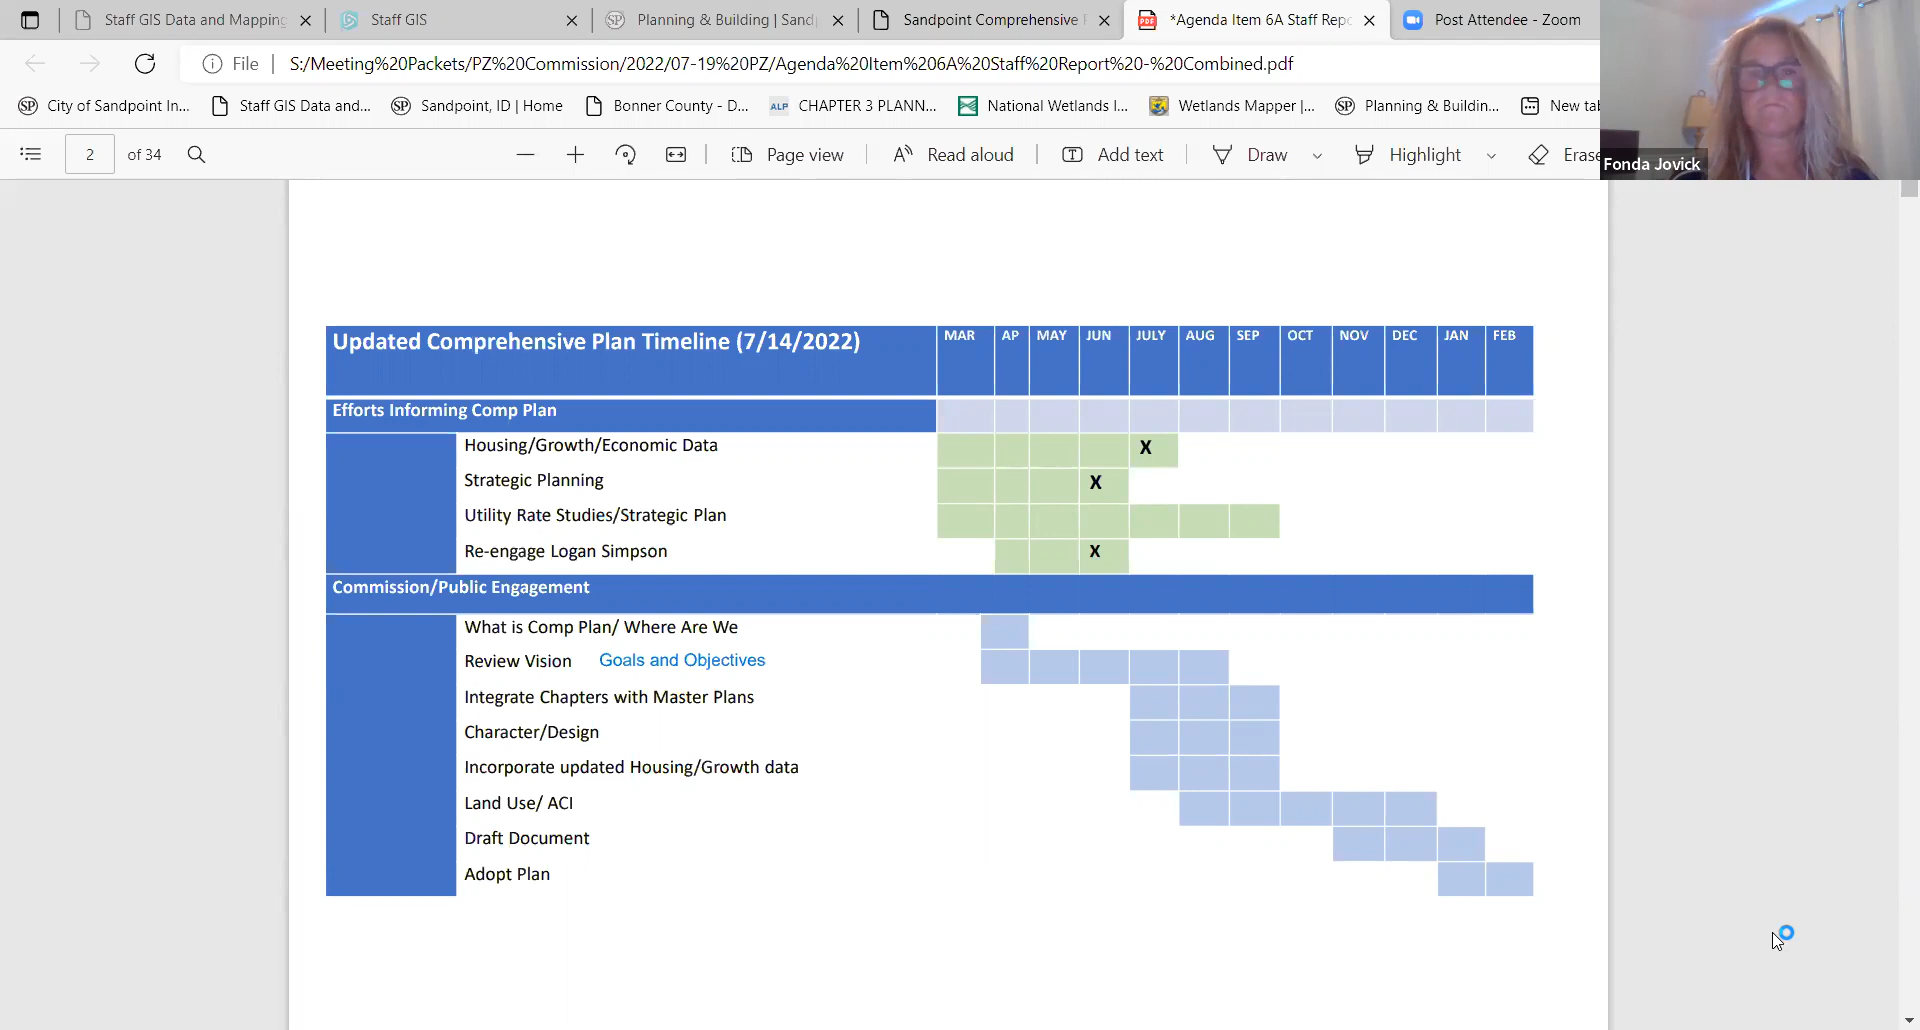 Staff GIS Data and Mapping
Staff GIS
Planning & Building | Sand
Sandpoint Comprehensive P
*Agenda Item 6A Staff Repo
Post Attendee - Zoom
File
S:/Meeting%20Packets/PZ%20Commission/2022/07-19%20PZ/Agenda%20Item%206A%20Staff%20Report%20-%20Combined.pdf
SP City of Sandpoint In...
Staff GIS Data and...
SP Sandpoint, ID | Home
Bonner County - D...
ALP CHAPTER 3 PLANN...
National Wetlands I...
Wetlands Mapper |...
SP Planning & Buildin...
New tab
2 of 34
Page view
Read aloud
Add text
Draw
Highlight
Erase
Fonda Jovick
Updated Comprehensive Plan Timeline (7/14/2022) MAR AP MAY JUN JULY AUG SEP OCT NOV DEC JAN FEB
Efforts Informing Comp Plan
Housing/Growth/Economic Data X
Strategic Planning X
Utility Rate Studies/Strategic Plan
Re-engage Logan Simpson X
Commission/Public Engagement
What is Comp Plan/ Where Are We
Review Vision Goals and Objectives
Integrate Chapters with Master Plans
Character/Design
Incorporate updated Housing/Growth data
Land Use/ ACI
Draft Document
Adopt Plan